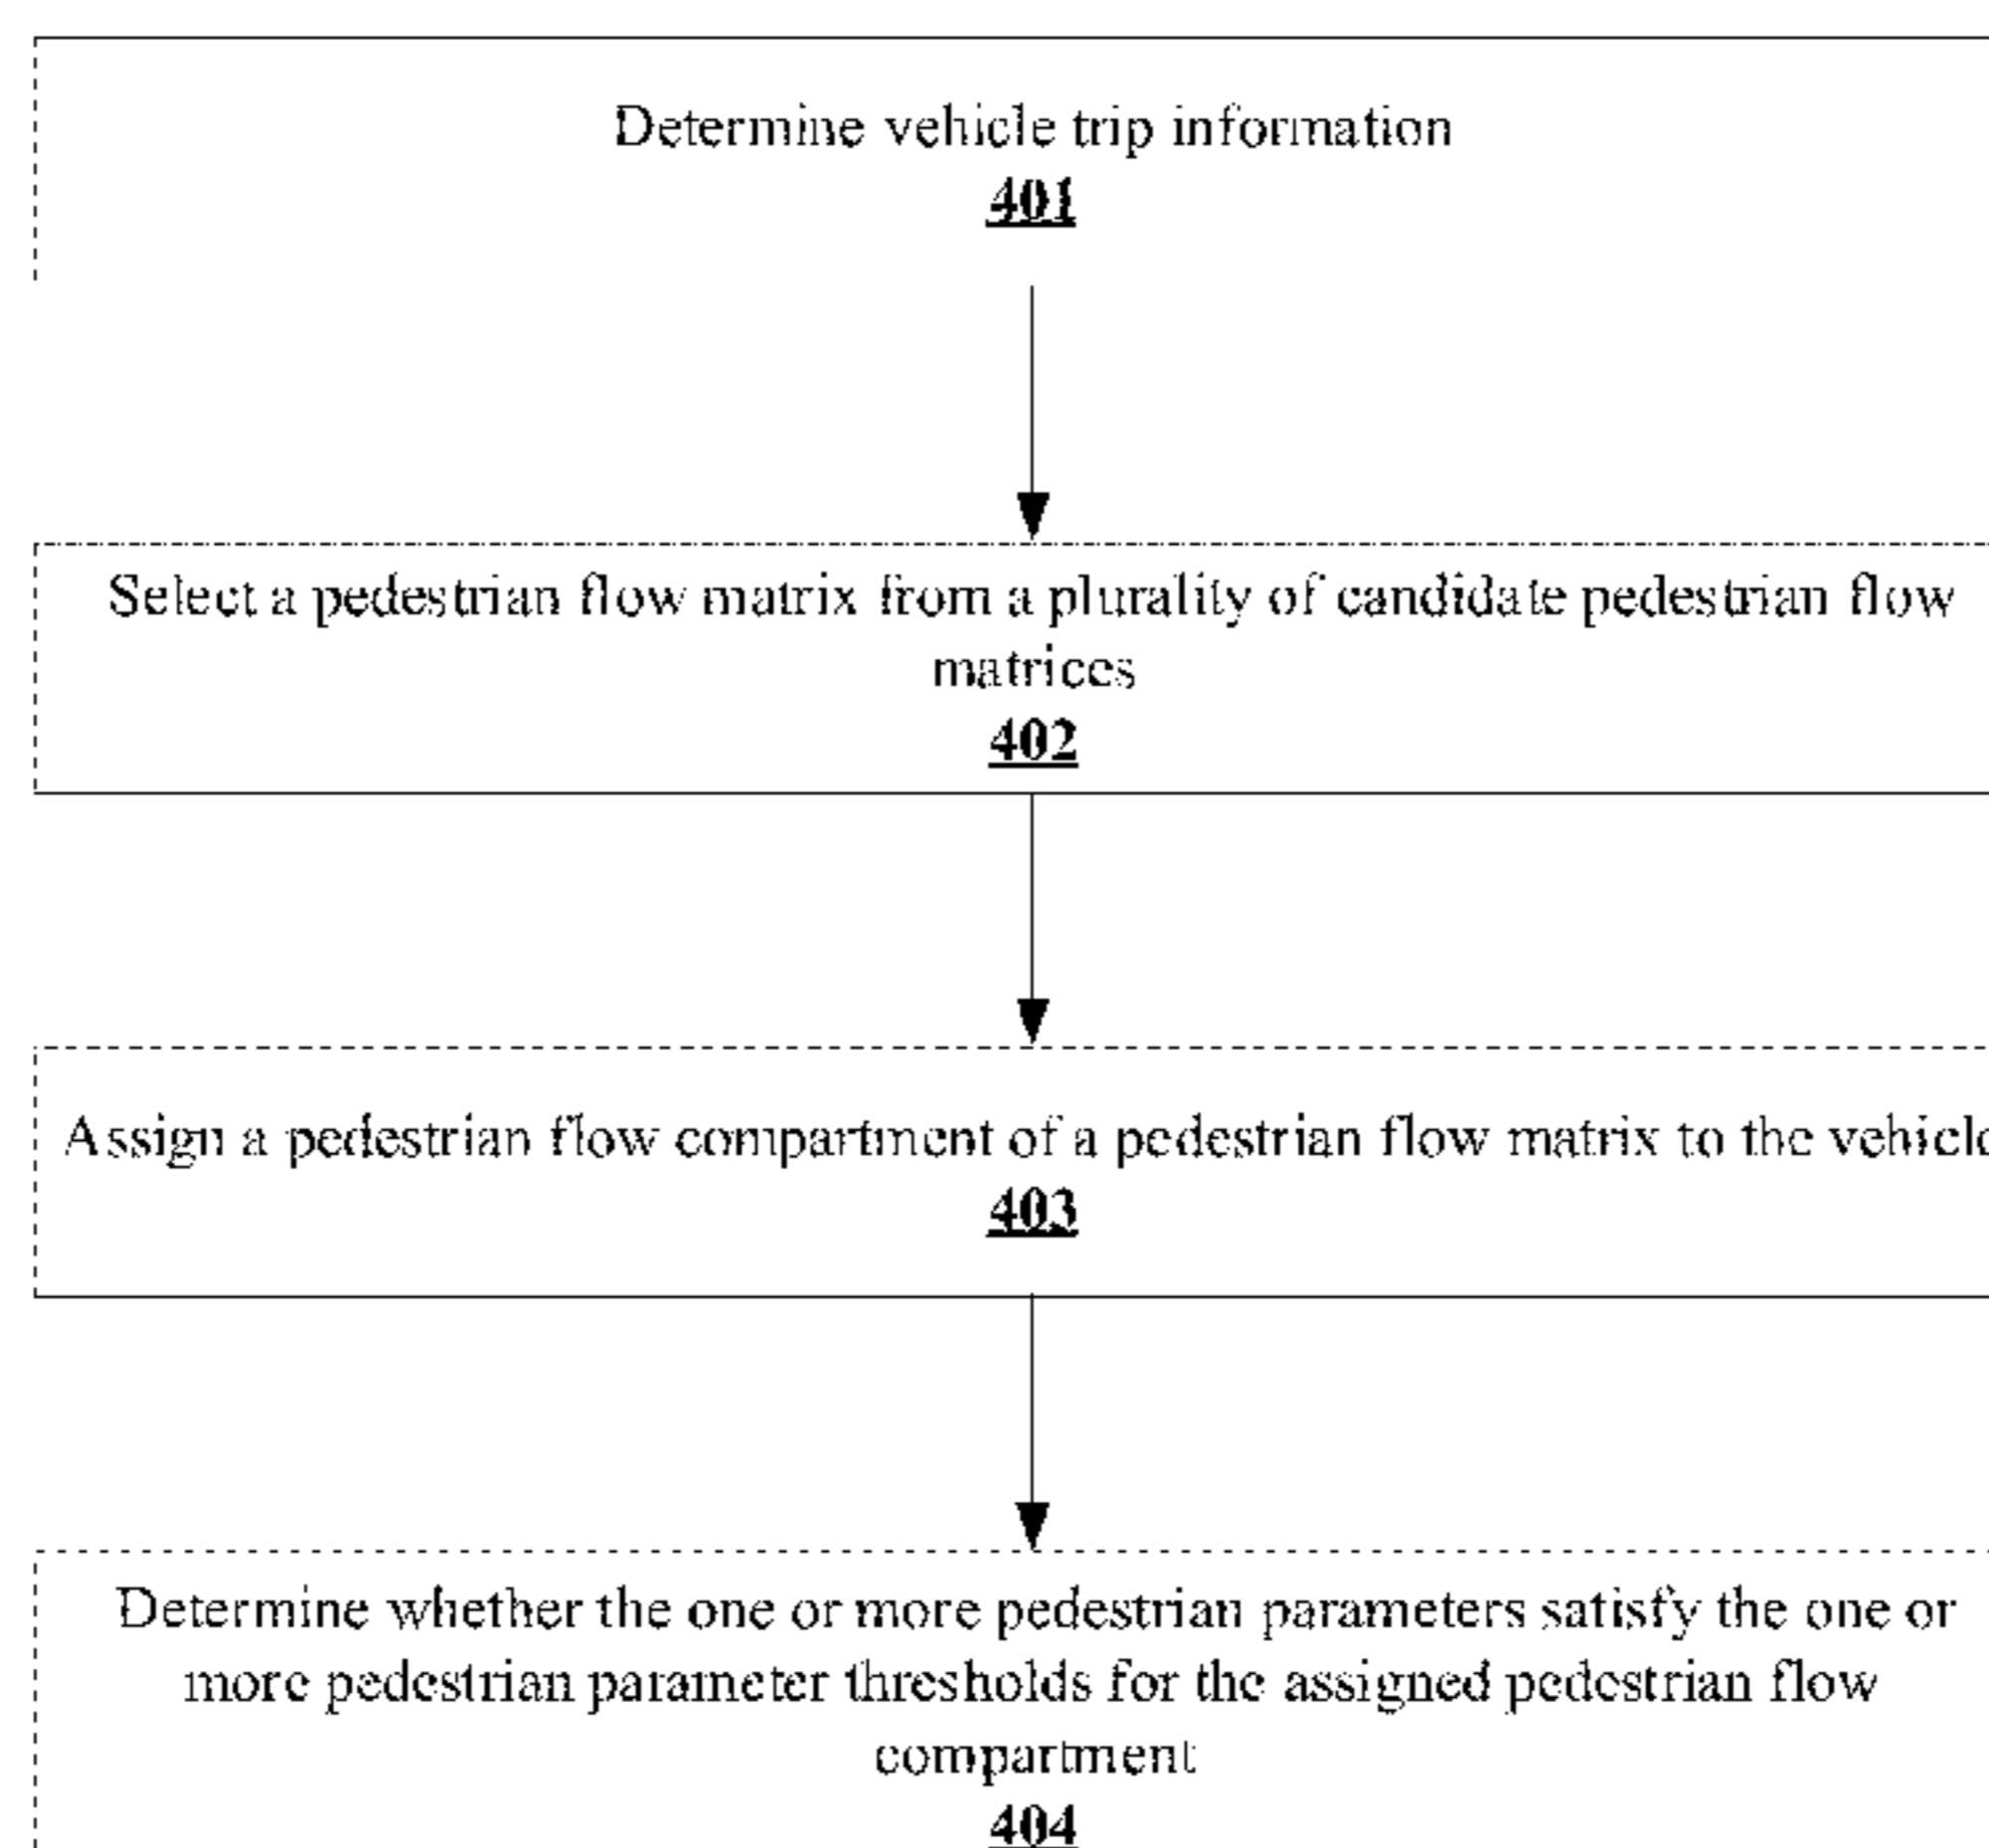 Determine vehicle trip information
401
Select a pedestrian flow matrix from a plurality of candidate pedestrian flow
matrices
402
Assign a pedestrian flow compartment of a pedestrian flow matrix to the vehicle
403
Determine whether the one or more pedestrian parameters satisfy the one or
more pedestrian parameter thresholds for the assigned pedestrian flow
compartment
404